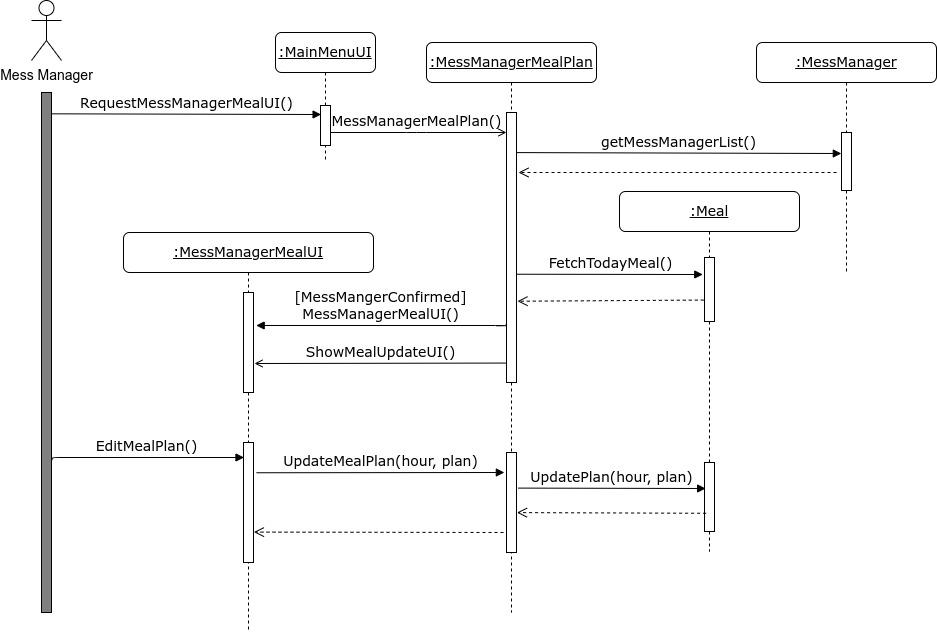 :MainMenuUI
:MessManagerMealPlan
:MessManager
Mess Manager
RequestMessManagerMealUI()
MessManagerMealPlan()
getMessManagerList()
:Meal
:MessManagerMealUI
FetchTodayMeal()
[MessMangerConfirmed]
MessManagerMealUI()
ShowMealUpdateUI()
EditMealPlan()
UpdateMealPlan(hour, plan)
UpdatePlan(hour, plan)